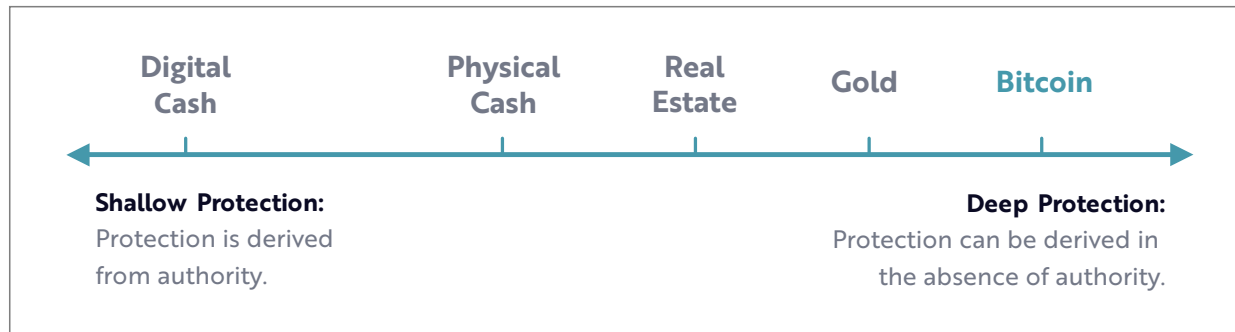 Digital
Cash
Physical
Cash
Real
Estate
Gold
Bitcoin
Shallow Protection:
Protection is derived
from authority.
Deep Protection:
Protection can be derived in
the absence of authority.